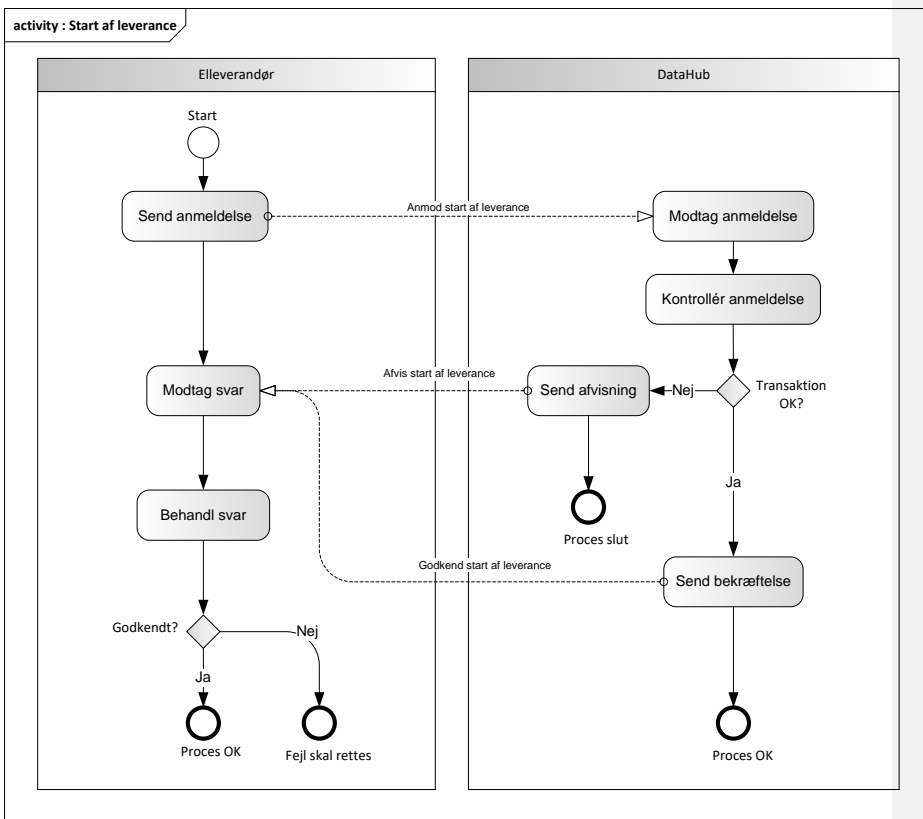 activity : Start af leverance
Elleverandør
DataHub
Start
Send anmeldelse
Anmod start af leverance
Modtag anmeldelse
Kontrollér anmeldelse
Modtag svar
Afvis start af leverance
Send afvisning
Nej
Transaktion
OK?
Ja
Behandl svar
Proces slut
Godkend start af leverance
Send bekræftelse
Godkendt?
Nej
Ja
Proces OK
Fejl skal rettes
Proces OK